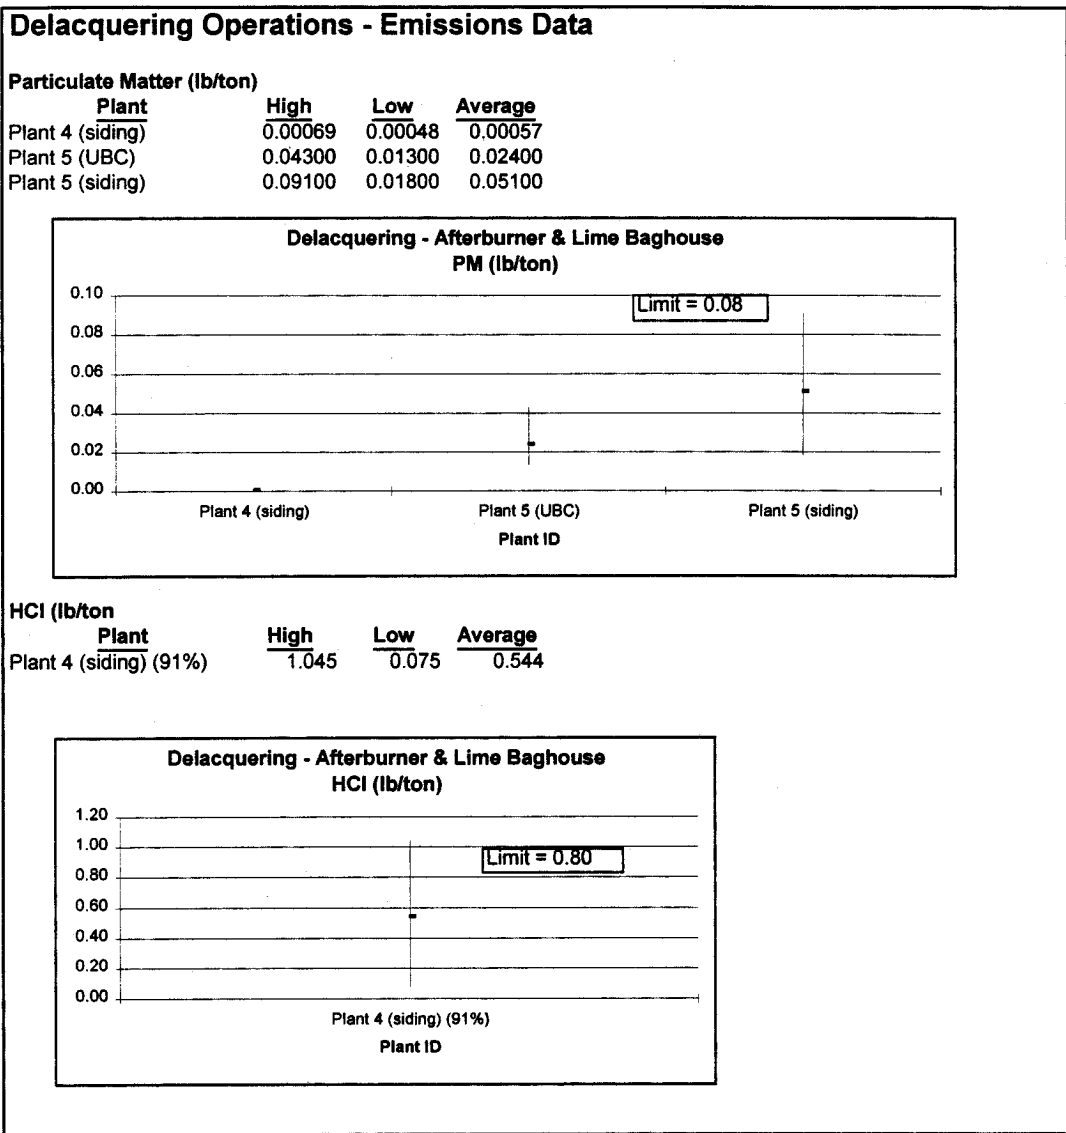 Delacquering Operations - Emissions Data
Particulate Matter (lb/ton)
Plant High Low Average
Plant 4 (siding) 0.00069 0.00048 0.00057
Plant 5 (UBC) 0.04300 0.01300 0.02400
Plant 5 (siding) 0.09100 0.01800 0.05100
Delacquering - Afterburner & Lime Baghouse
PM (lb/ton)
0.10
Limit = 0.08
0.08
0.06
0.04
0.02
0.00
Plant 4 (siding) Plant 5 (UBC) Plant 5 (siding)
Plant ID
HCl (lb/ton
Plant High Low Average
Plant 4 (siding) (91%) 1.045 0.075 0.544
Delacquering - Afterburner & Lime Baghouse
HCl (lb/ton)
1.20
1.00
Limit = 0.80
0.80
0.60
0.40
0.20
0.00
Plant 4 (siding) (91%)
Plant ID